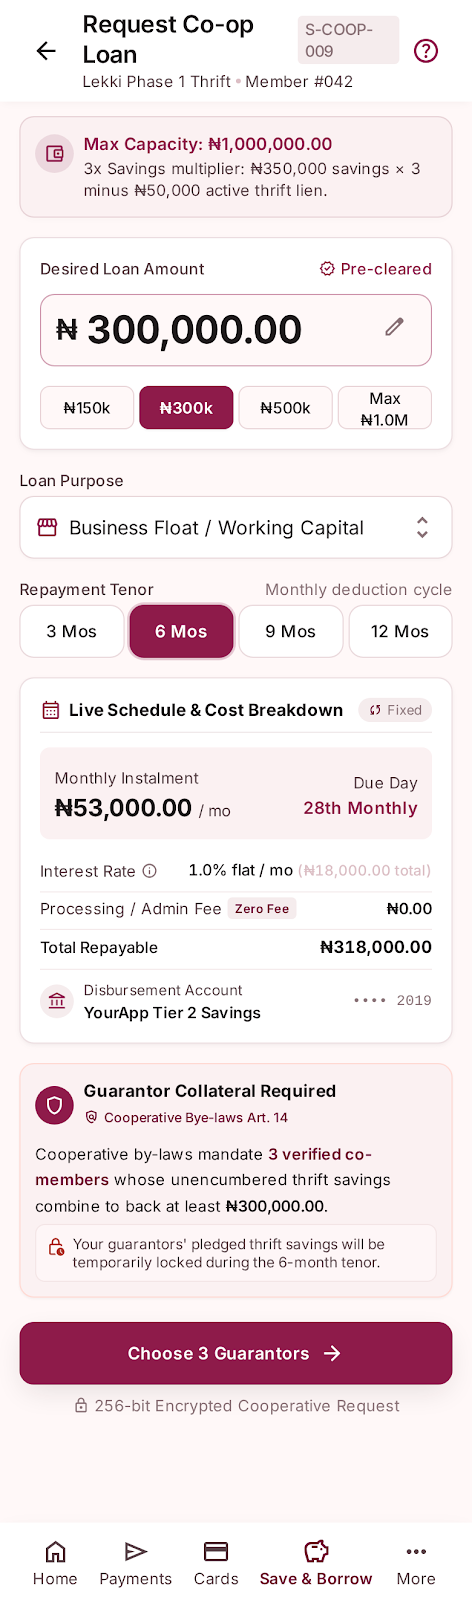 Request Co-op
Loan
S-COOP-
009
Lekki Phase 1 Thrift • Member #042
Max Capacity: ₦1,000,000.00
3x Savings multiplier: ₦350,000 savings × 3
minus ₦50,000 active thrift lien.
Desired Loan Amount
Pre-cleared
₦ 300,000.00
₦150k
₦300k
₦500k
Max
₦1.0M
Loan Purpose
Business Float / Working Capital
Repayment Tenor
Monthly deduction cycle
3 Mos
6 Mos
9 Mos
12 Mos
Live Schedule & Cost Breakdown
Fixed
Monthly Instalment
₦53,000.00 / mo
Due Day
28th Monthly
Interest Rate
1.0% flat / mo (₦18,000.00 total)
Processing / Admin Fee
Zero Fee
₦0.00
Total Repayable
₦318,000.00
Disbursement Account
YourApp Tier 2 Savings
•••• 2019
Guarantor Collateral Required
Cooperative Bye-laws Art. 14
Cooperative by-laws mandate 3 verified co-
members whose unencumbered thrift savings
combine to back at least ₦300,000.00.
Your guarantors' pledged thrift savings will be
temporarily locked during the 6-month tenor.
Choose 3 Guarantors →
256-bit Encrypted Cooperative Request
Home
Payments
Cards
Save & Borrow
More